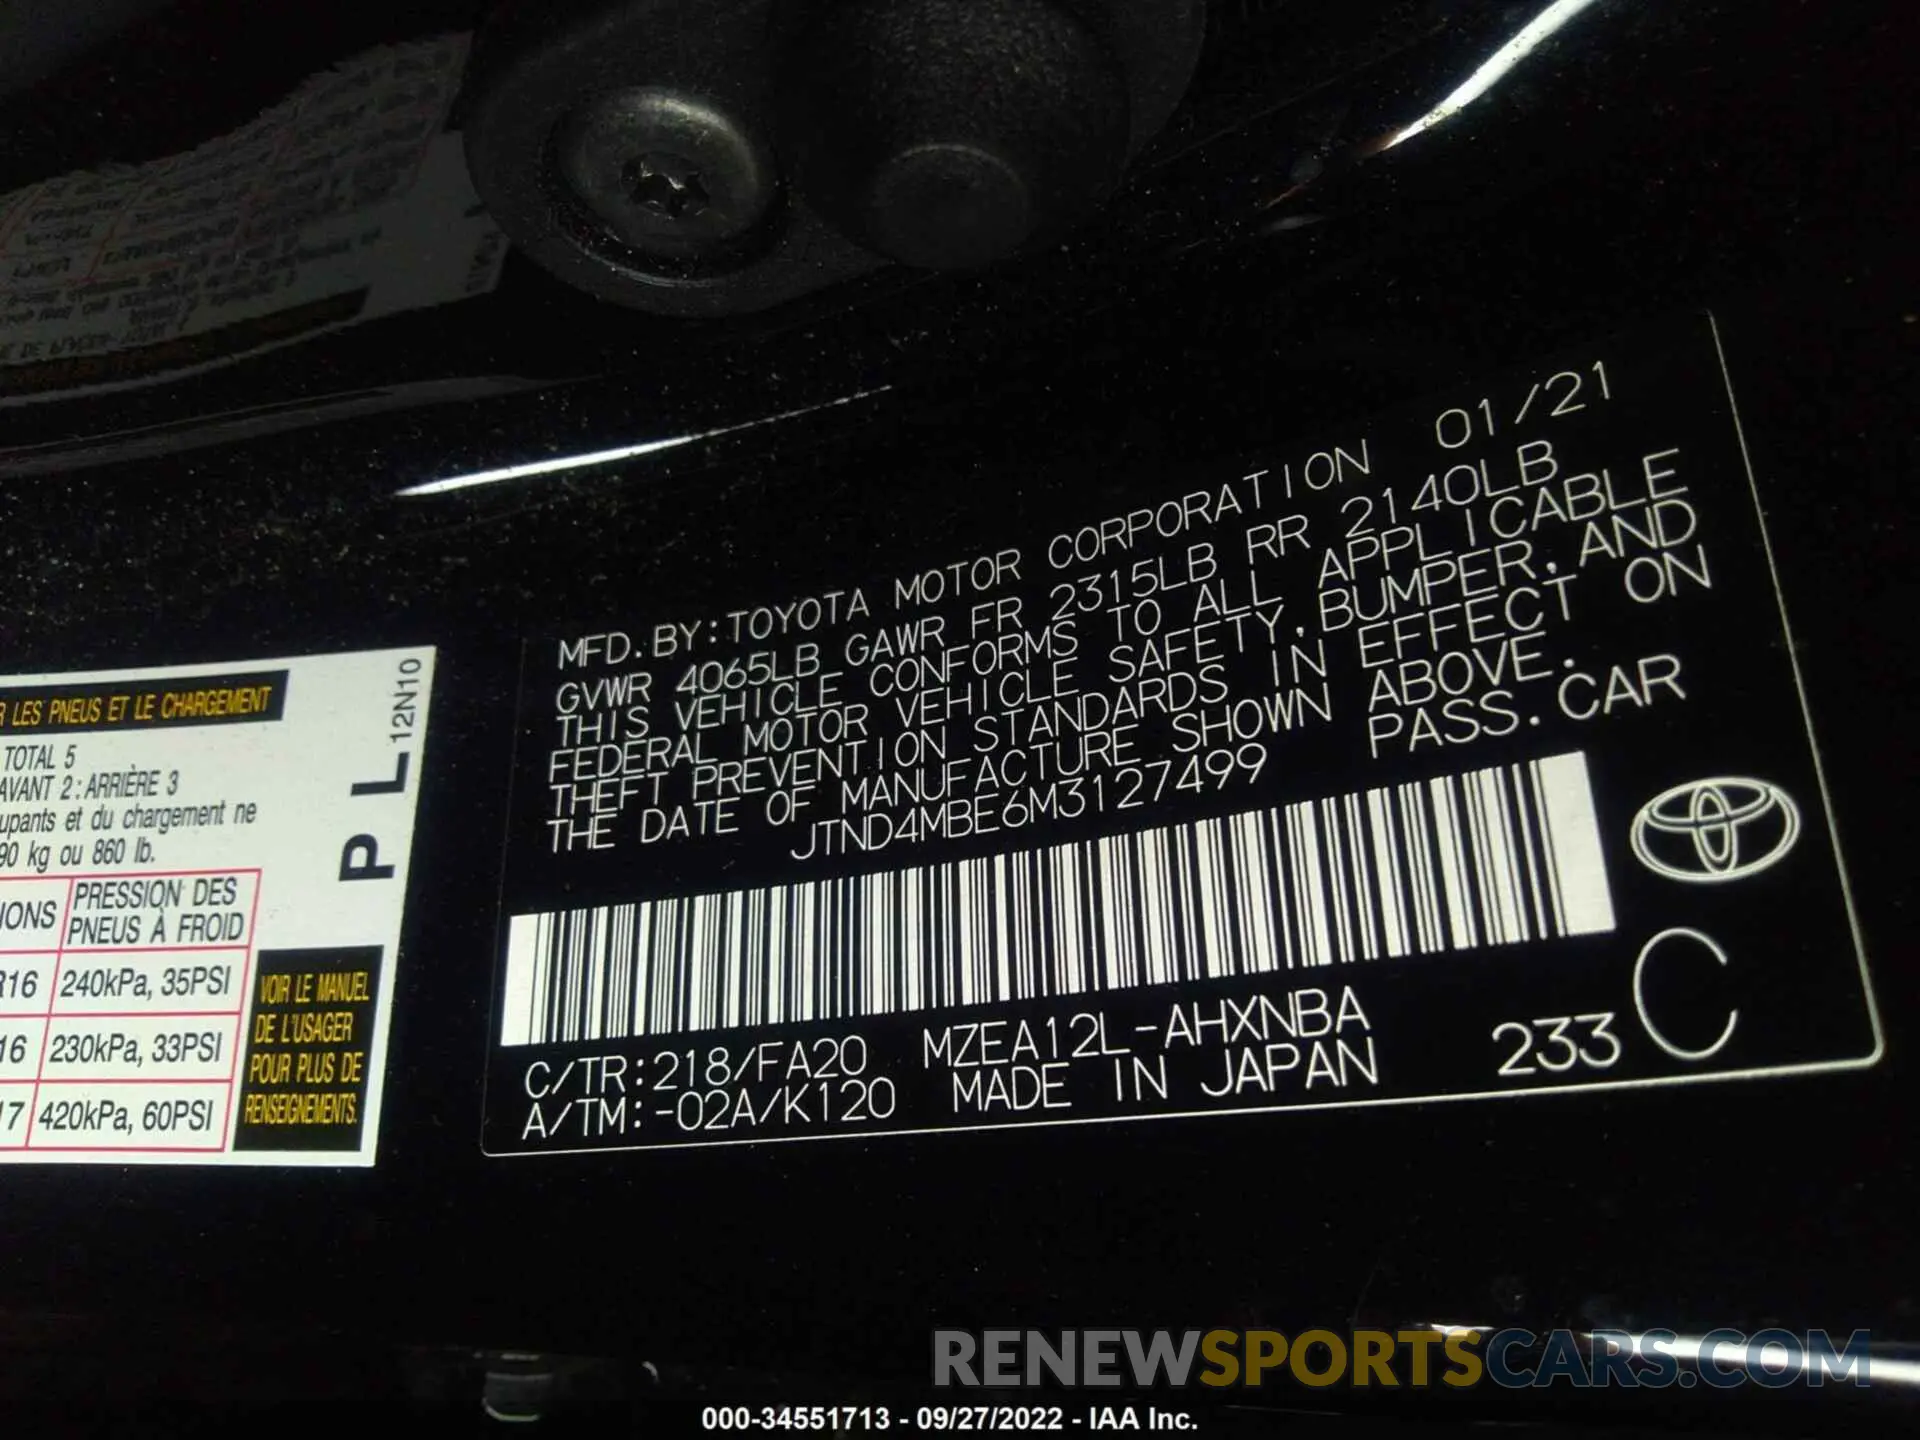 MFD. BY: TOYOTA MOTOR CORPORATION 01/21
GVWR 4065LB GAWR FR 2315LB RR 2140LB
THIS VEHICLE CONFORMS TO ALL APPLICABLE
FEDERAL MOTOR VEHICLE SAFETY, BUMPER, AND
THEFT PREVENTION STANDARDS IN EFFECT ON
THE DATE OF MANUFACTURE SHOWN ABOVE.
JTND4MBE6M3127499 PASS. CAR
C/TR: 218/FA20 MZEA12L-AHXNBA
A/TM: -02A/K120 MADE IN JAPAN
233 C
R LES PNEUS ET LE CHARGEMENT
TOTAL 5
AVANT 2: ARRIÈRE 3
upants et du chargement ne
90 kg ou 860 lb.
IONS PRESSION DES
PNEUS À FROID
R16 240kPa, 35PSI
16 230kPa, 33PSI
17 420kPa, 60PSI
VOIR LE MANUEL
DE L'USAGER
POUR PLUS DE
RENSEIGNEMENTS.
P L 12N10
RENEWSPORTSCARS.COM
000-34551713 - 09/27/2022 - IAA Inc.